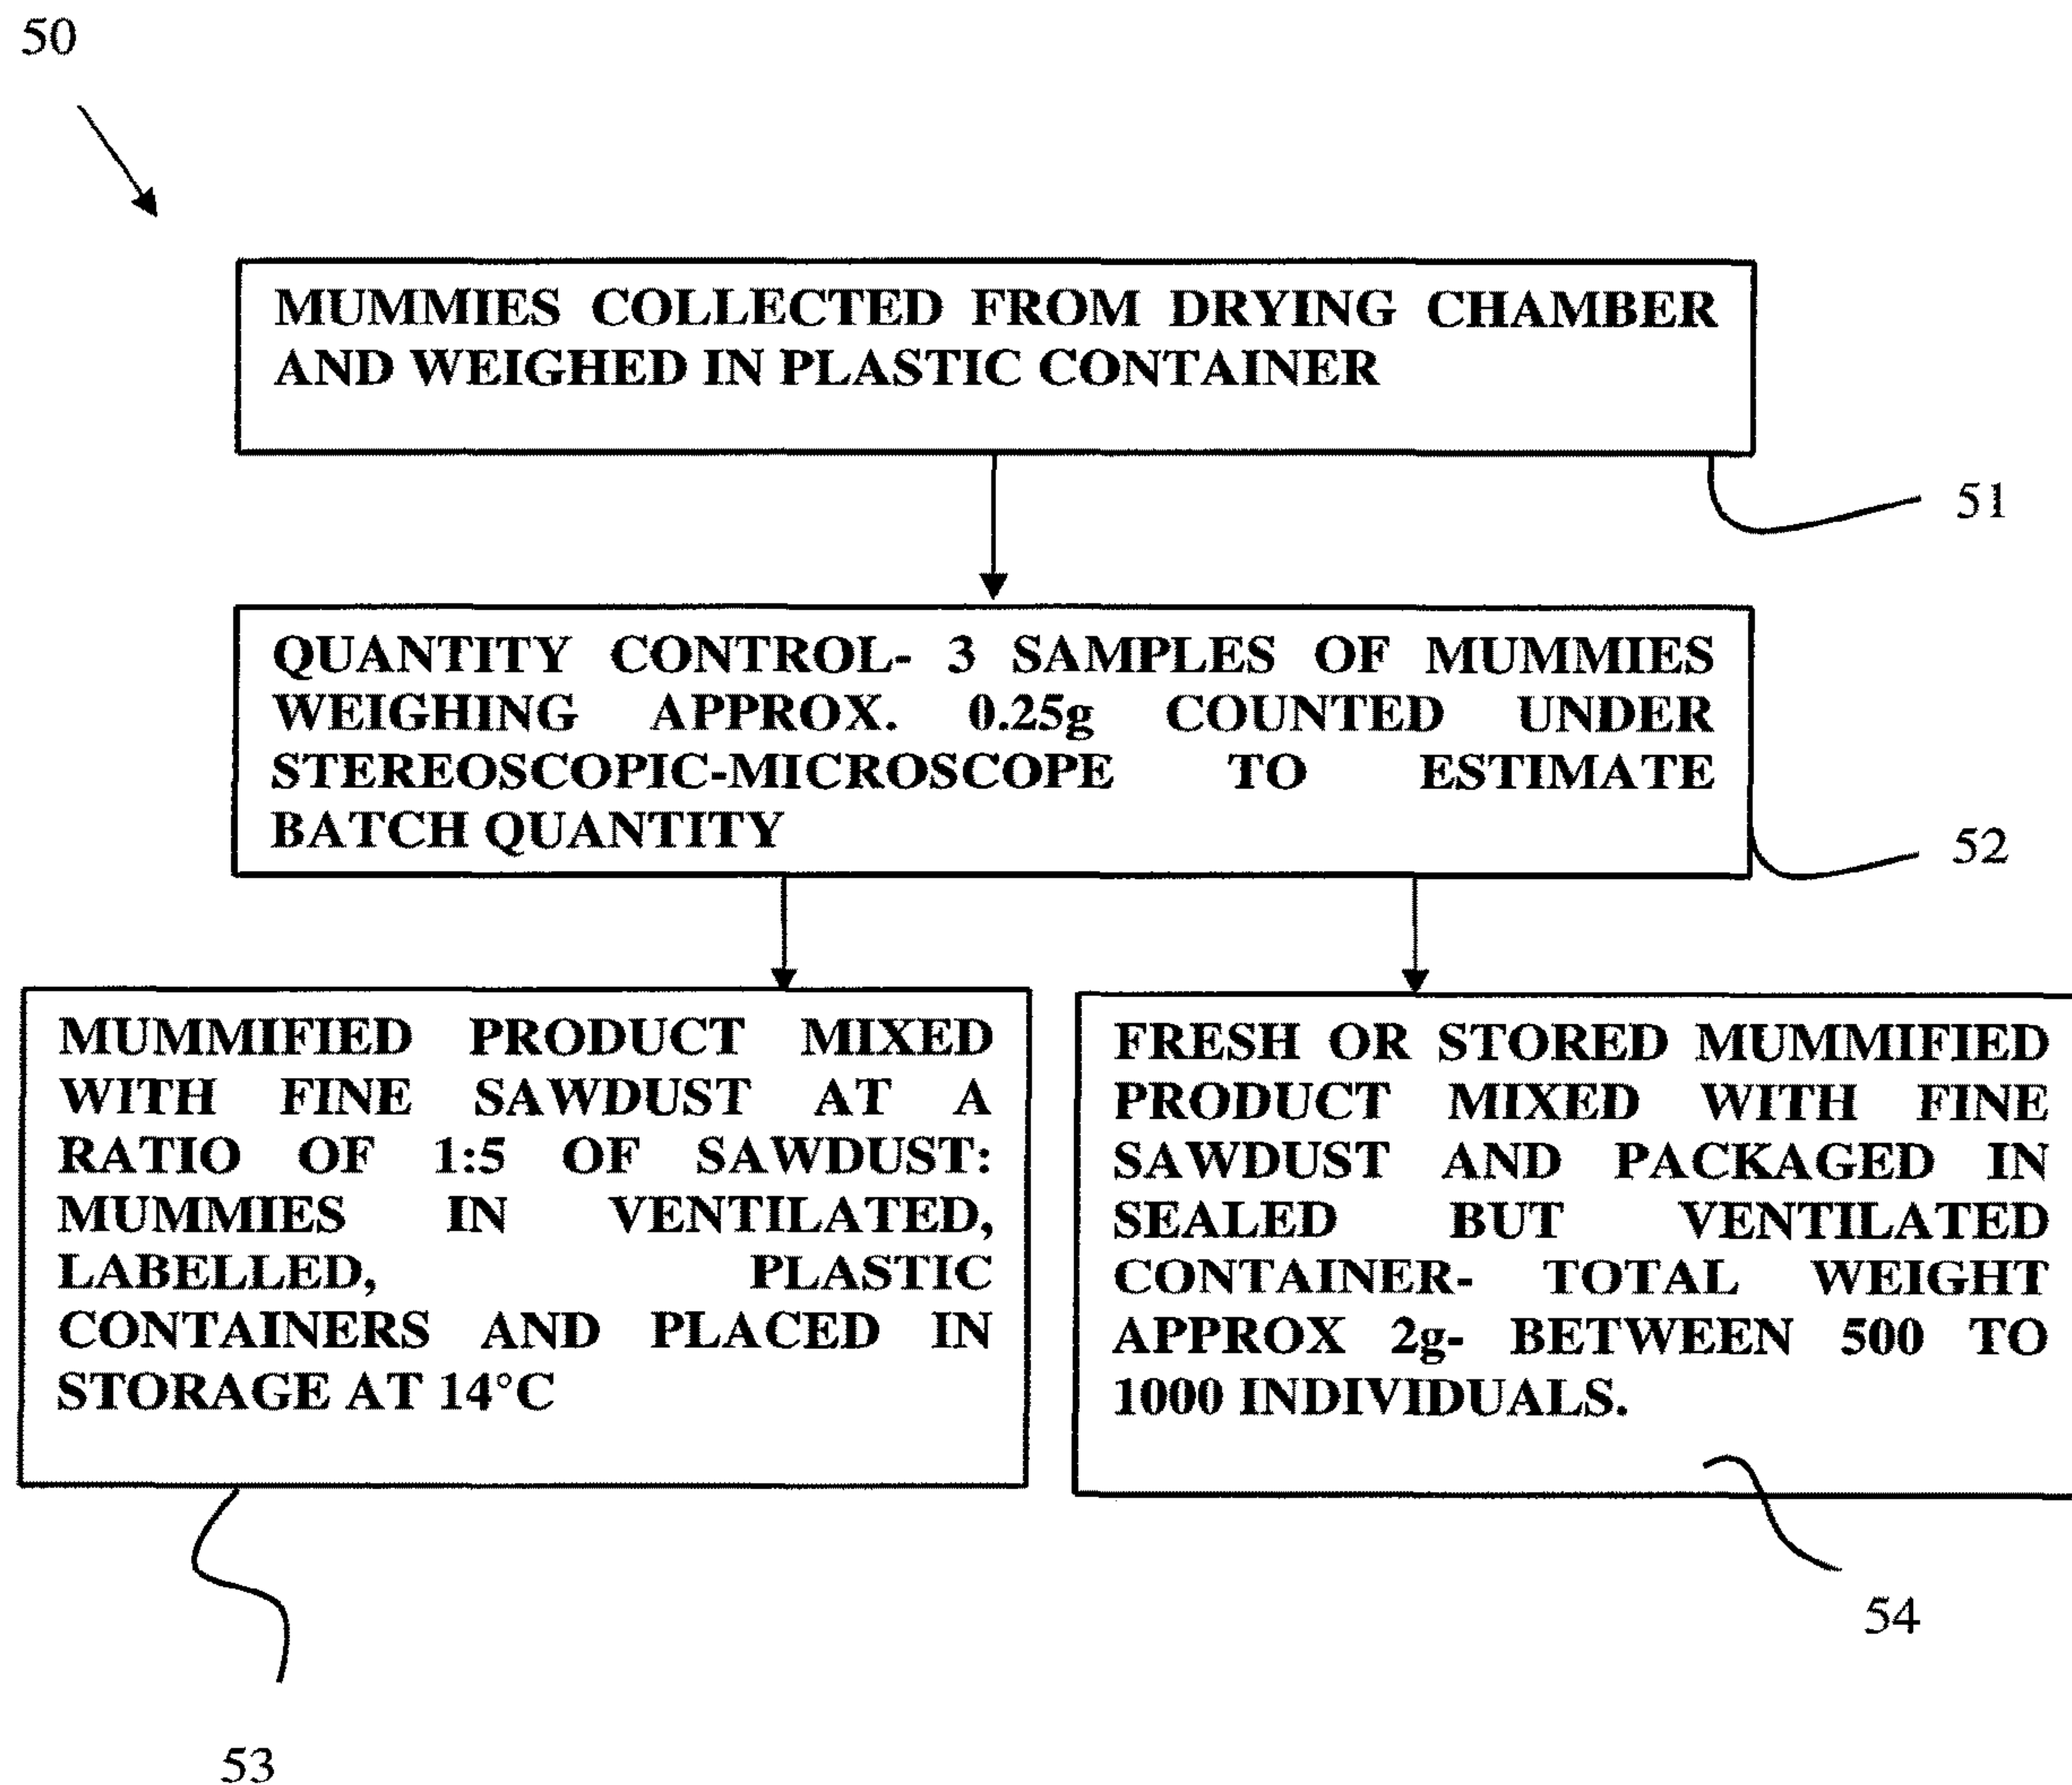 50
MUMMIES COLLECTED FROM DRYING CHAMBER
AND WEIGHED IN PLASTIC CONTAINER
51
QUANTITY CONTROL- 3 SAMPLES OF MUMMIES
WEIGHING APPROX. 0.25g COUNTED UNDER
STEREOSCOPIC-MICROSCOPE TO ESTIMATE
BATCH QUANTITY
52
MUMMIFIED PRODUCT MIXED
WITH FINE SAWDUST AT A
RATIO OF 1:5 OF SAWDUST:
MUMMIES IN VENTILATED,
LABELLED, PLASTIC
CONTAINERS AND PLACED IN
STORAGE AT 14°C
53
FRESH OR STORED MUMMIFIED
PRODUCT MIXED WITH FINE
SAWDUST AND PACKAGED IN
SEALED BUT VENTILATED
CONTAINER- TOTAL WEIGHT
APPROX 2g- BETWEEN 500 TO
1000 INDIVIDUALS.
54